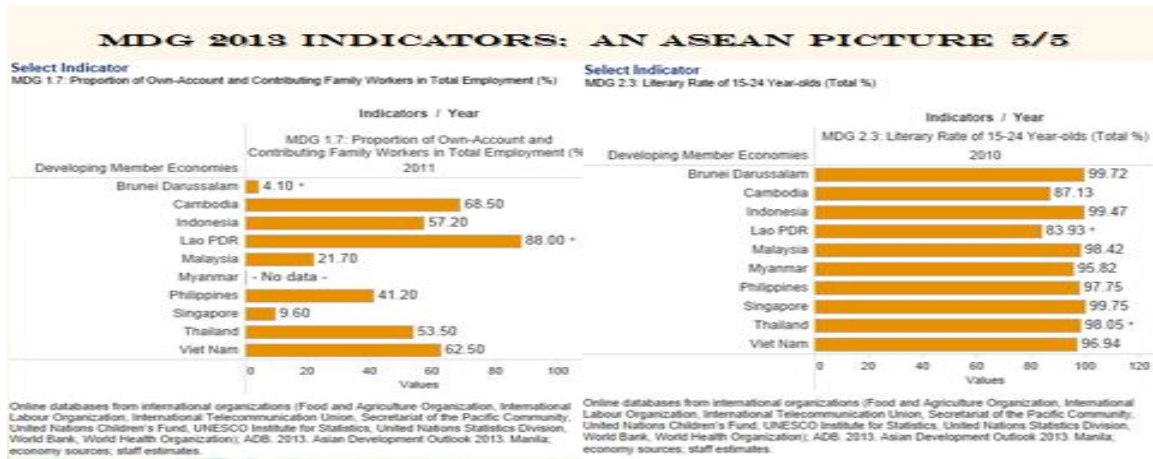 MDG 2013 INDICATORS: AN ASEAN PICTURE 5/5
Select Indicator
MDG 1.7: Proportion of Own-Account and Contributing Family Workers in Total Employment (%)
Indicators / Year
MDG 1.7: Proportion of Own-Account and
Contributing Family Workers in Total Employment (%
Developing Member Economies 2011
Brunei Darussalam 4.10 *
Cambodia 68.50
Indonesia 57.20
Lao PDR 88.00 *
Malaysia 21.70
Myanmar - No data -
Philippines 41.20
Singapore 9.60
Thailand 53.50
Viet Nam 62.50
0 20 40 60 80 100
Values
Online databases from international organizations (Food and Agriculture Organization, International
Labour Organization, International Telecommunication Union, Secretariat of the Pacific Community,
United Nations Children's Fund, UNESCO Institute for Statistics, United Nations Statistics Division,
World Bank, World Health Organization); ADB. 2013. Asian Development Outlook 2013. Manila;
economy sources; staff estimates.
Select Indicator
MDG 2.3: Literary Rate of 15-24 Year-olds (Total %)
Indicators / Year
MDG 2.3: Literary Rate of 15-24 Year-olds (Total %)
Developing Member Economies 2010
Brunei Darussalam 99.72
Cambodia 87.13
Indonesia 99.47
Lao PDR 83.93 *
Malaysia 98.42
Myanmar 95.82
Philippines 97.75
Singapore 99.75
Thailand 98.05 *
Viet Nam 96.94
0 20 40 60 80 100 120
Values
Online databases from international organizations (Food and Agriculture Organization, International
Labour Organization, International Telecommunication Union, Secretariat of the Pacific Community,
United Nations Children's Fund, UNESCO Institute for Statistics, United Nations Statistics Division,
World Bank, World Health Organization); ADB. 2013. Asian Development Outlook 2013. Manila;
economy sources; staff estimates.